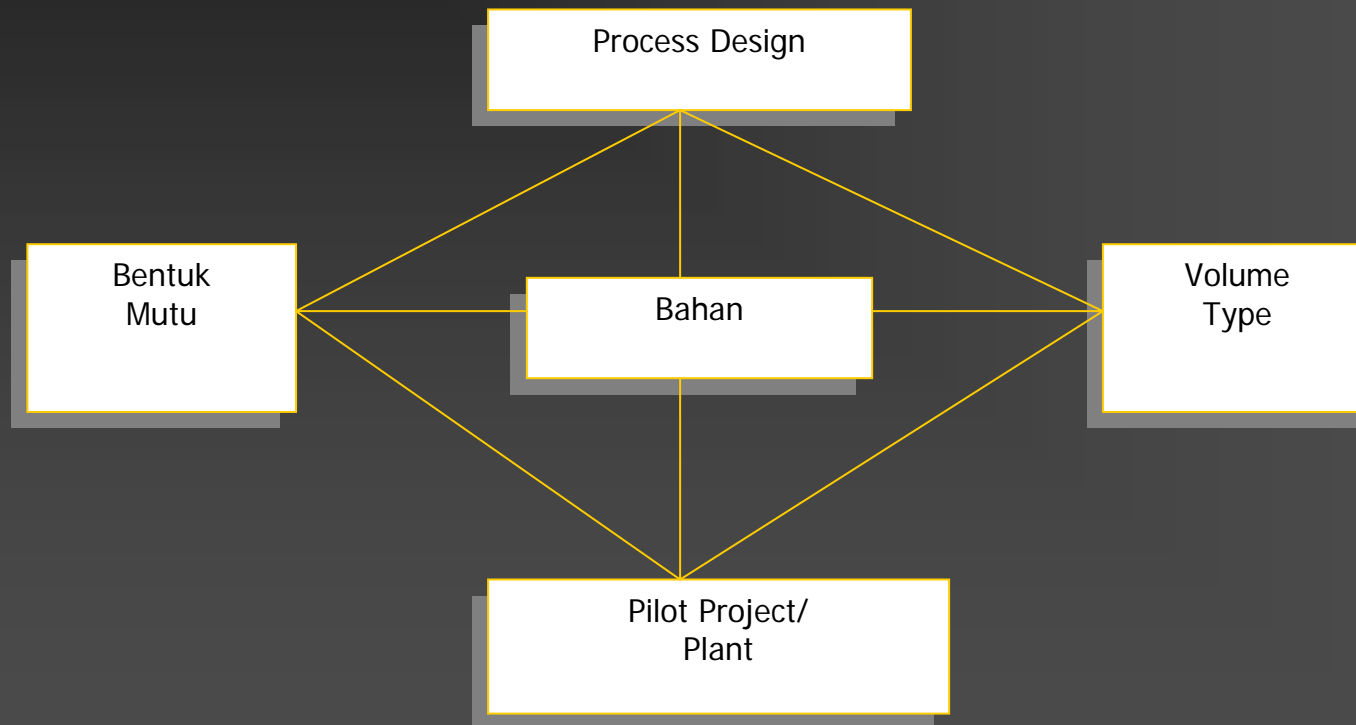 Process Design
Bentuk
Mutu
Bahan
Volume
Type
Pilot Project/
Plant